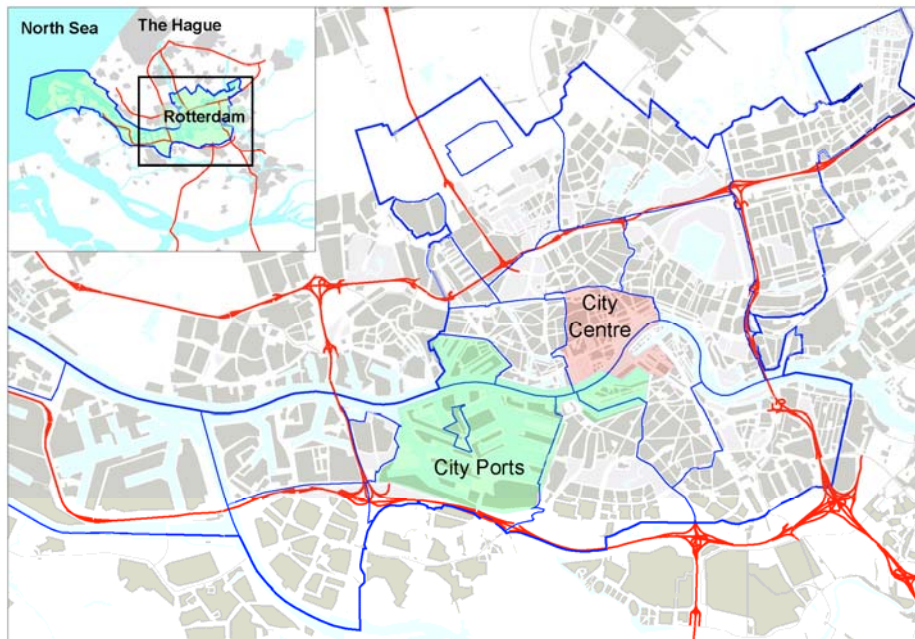 North Sea
The Hague
Rotterdam
City
Centre
City Ports